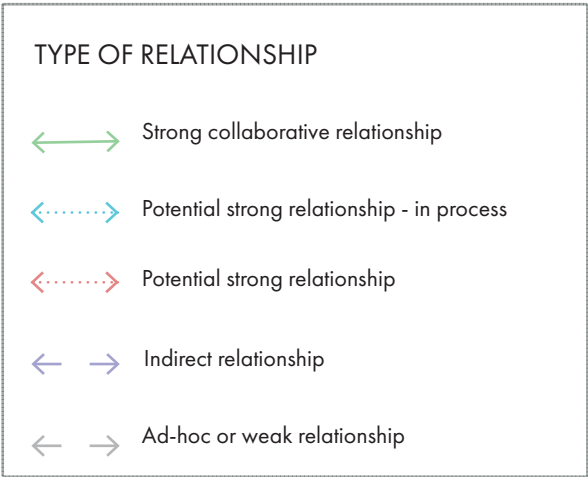 TYPE OF RELATIONSHIP
Strong collaborative relationship
Potential strong relationship - in process
Potential strong relationship
Indirect relationship
Ad-hoc or weak relationship